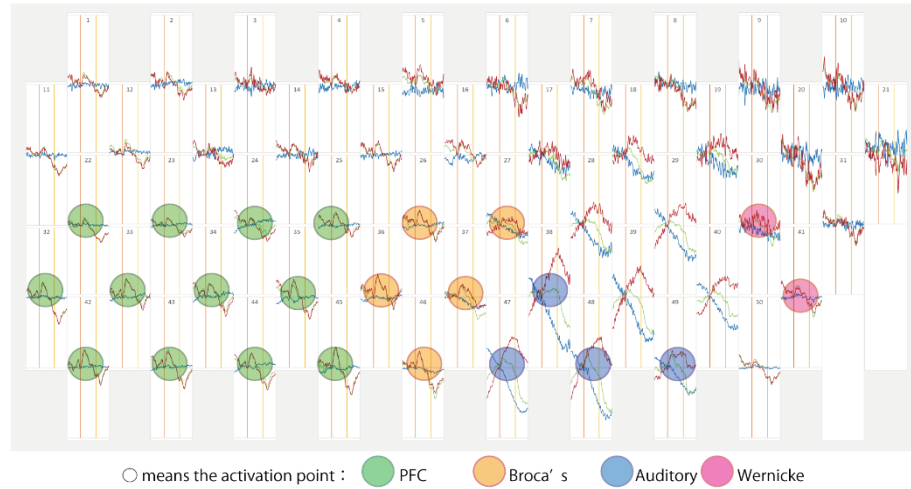 1 2 3 4 5 6 7 8 9 10
11 12 13 14 15 16 17 18 19 20 21
22 23 24 25 26 27 28 29 30 31
32 33 34 35 36 37 38 39 40 41
42 43 44 45 46 47 48 49 50
○ means the activation point : PFC Broca's Auditory Wernicke